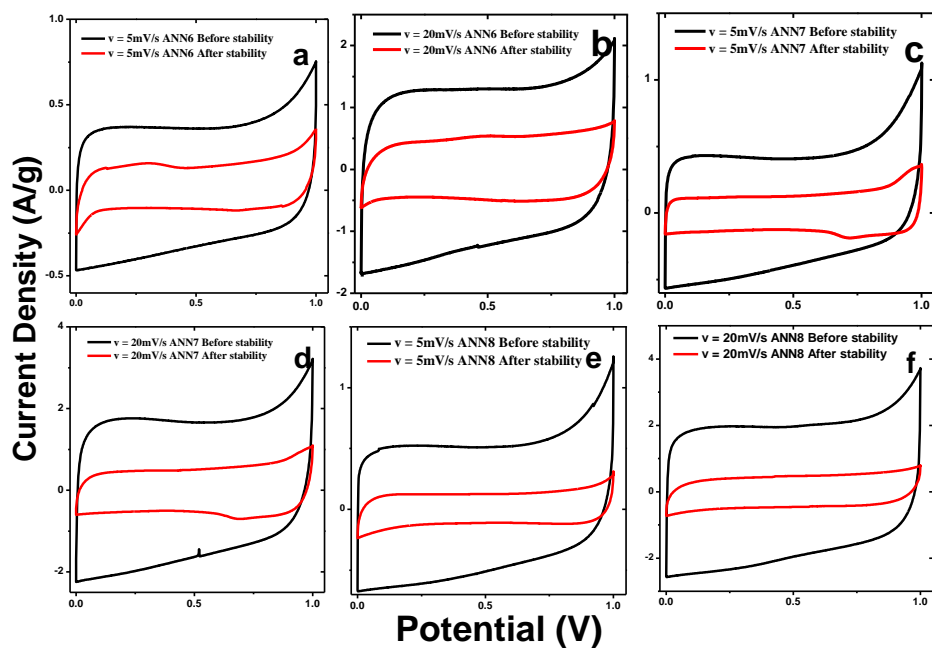 v = 5mV/s ANN6 Before stability
v = 5mV/s ANN6 After stability
a
0.9
0.5
0.0
-0.5
0.0
0.5
1.0
v = 20mV/s ANN6 Before stability
v = 20mV/s ANN6 After stability
b
2
1
0
-1
-2
0.0
0.5
1.0
v = 5mV/s ANN7 Before stability
v = 5mV/s ANN7 After stability
c
1
0
0.0
0.5
1.0
Current Density (A/g)
v = 20mV/s ANN7 Before stability
v = 20mV/s ANN7 After stability
d
4
2
0
-2
0.0
0.5
1.0
v = 5mV/s ANN8 Before stability
v = 5mV/s ANN8 After stability
e
1
0
0.0
0.5
1.0
v = 20mV/s ANN8 Before stability
v = 20mV/s ANN8 After stability
f
4
2
0
-2
0.0
0.5
1.0
Potential (V)